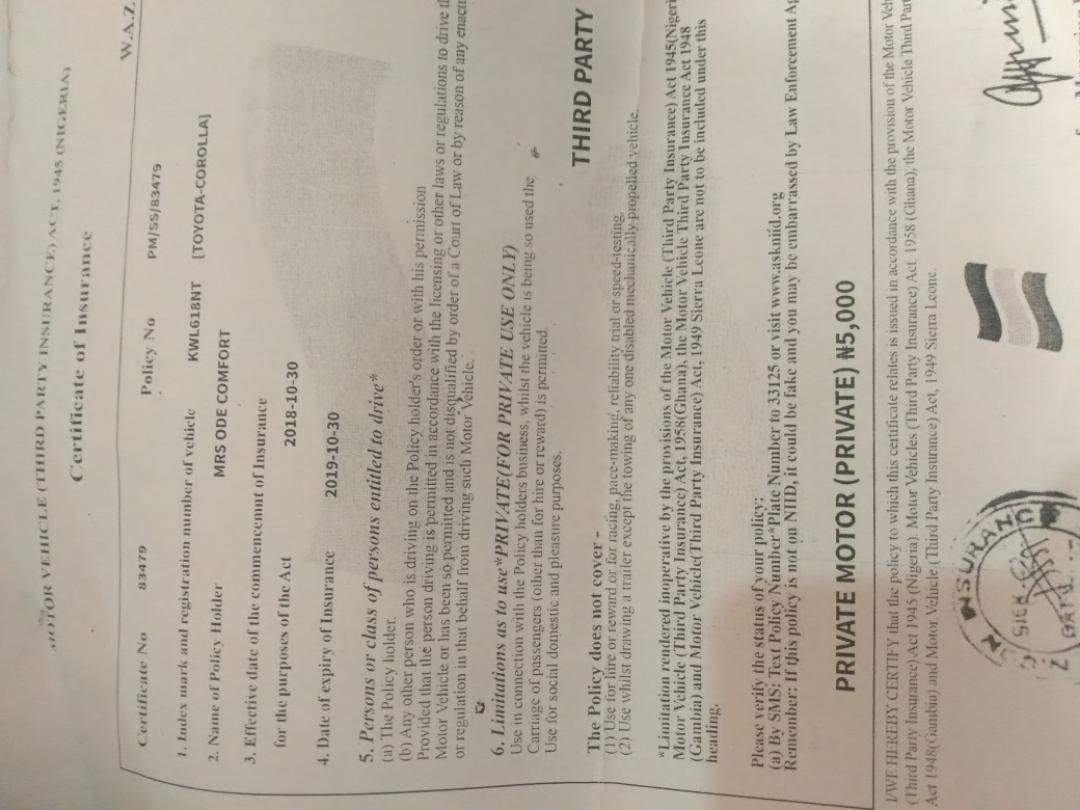 W.A.Z
MOTOR VEHICLE (THIRD PARTY INSURANCE) ACT, 1945 (NIGERIA)
Certificate of Insurance
Certificate No 83479 Policy No PM/SS/83479
1. Index mark and registration number of vehicle KWL618NT [TOYOTA-COROLLA]
2. Name of Policy Holder MRS ODE COMFORT
3. Effective date of the commencement of Insurance
for the purposes of the Act 2018-10-30
4. Date of expiry of Insurance 2019-10-30
5. Persons or class of persons entitled to drive*
(a) The Policy holder.
(b) Any other person who is driving on the Policy holder's order or with his permission
Provided that the person driving is permitted in accordance with the licensing or other laws or regulations to drive
Motor Vehicle or has been so permitted and is not disqualified by order of a Court of Law or by reason of any
or regulation in that behalf from driving such Motor Vehicle.
6. Limitations as to use*PRIVATE(FOR PRIVATE USE ONLY)
Use in connection with the Policy holders business, whilst the vehicle is being so used the
Carriage of passengers (other than for hire or reward) is permitted.
Use for social domestic and pleasure purposes.
THIRD PARTY
The Policy does not cover -
(1) Use for hire or reward or for racing, pace-making, reliability trial or speed-testing.
(2) Use whilst drawing a trailer except the towing of any one disabled mechanically propelled vehicle.
*Limitation rendered inoperative by the provisions of the Motor Vehicle (Third Party Insurance) Act 1945(Nigeri
Motor Vehicle (Third Party Insurance) Act, 1958(Ghana), the Motor Vehicle Third Party Insurance Act 1948
(Gambia) and Motor Vehicle(Third Party Insurance) Act, 1949 Sierra Leone are not to be included under this
heading.
Please verify the status of your policy:
(a) By SMS: Text Policy Number*Plate Number to 33125 or visit www.askniid.org
Remember: If this policy is not on NIID, it could be fake and you may be embarrassed by Law Enforcement Ag
PRIVATE MOTOR (PRIVATE) ₦5,000
I/WE HEREBY CERTIFY that the policy to which this certificate relates is issued in accordance with the provision of the Motor Veh
(Third Party Insurance) Act 1945 (Nigeria). Motor Vehicles (Third Party Insurance) Act. 1958 (Ghana), the Motor Vehicle Third Par
Act 1948(Gambia) and Motor Vehicle (Third Party Insurance) Act, 1949 Sierra Leone.
INSURANC